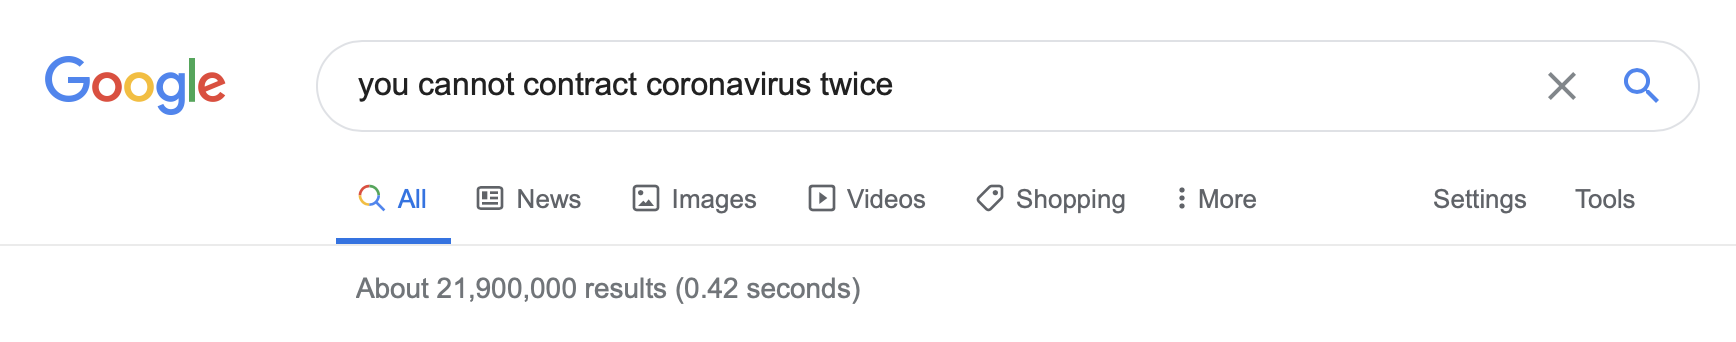 Google you cannot contract coronavirus twice
All News Images Videos Shopping More Settings Tools
About 21,900,000 results (0.42 seconds)